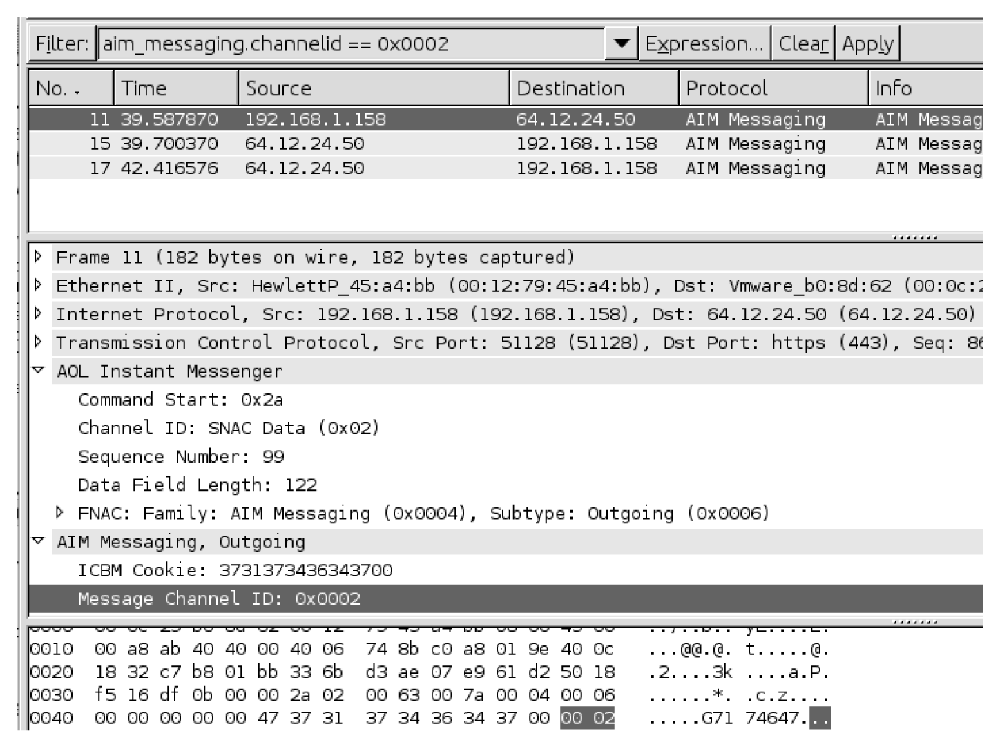 Filter: aim_messaging.channelid == 0x0002 Expression... Clear Apply
No. Time Source Destination Protocol Info
11 39.587870 192.168.1.158 64.12.24.50 AIM Messaging AIM Messag
15 39.700370 64.12.24.50 192.168.1.158 AIM Messaging AIM Messag
17 42.416576 64.12.24.50 192.168.1.158 AIM Messaging AIM Messag
Frame 11 (182 bytes on wire, 182 bytes captured)
Ethernet II, Src: HewlettP_45:a4:bb (00:12:79:45:a4:bb), Dst: Vmware_b0:8d:62 (00:0c:2
Internet Protocol, Src: 192.168.1.158 (192.168.1.158), Dst: 64.12.24.50 (64.12.24.50)
Transmission Control Protocol, Src Port: 51128 (51128), Dst Port: https (443), Seq: 86
AOL Instant Messenger
Command Start: 0x2a
Channel ID: SNAC Data (0x02)
Sequence Number: 99
Data Field Length: 122
FNAC: Family: AIM Messaging (0x0004), Subtype: Outgoing (0x0006)
AIM Messaging, Outgoing
ICBM Cookie: 3731373436343700
Message Channel ID: 0x0002
0010 00 a8 ab 40 40 00 40 06 74 8b c0 a8 01 9e 40 0c ...@@.@. t.....@.
0020 18 32 c7 b8 01 bb 33 6b d3 ae 07 e9 61 d2 50 18 .2....3k ....a.P.
0030 f5 16 df 0b 00 00 2a 02 00 63 00 7a 00 04 00 06 ......*. .c.z....
0040 00 00 00 00 00 47 37 31 37 34 36 34 37 00 00 02 .....G71 74647...